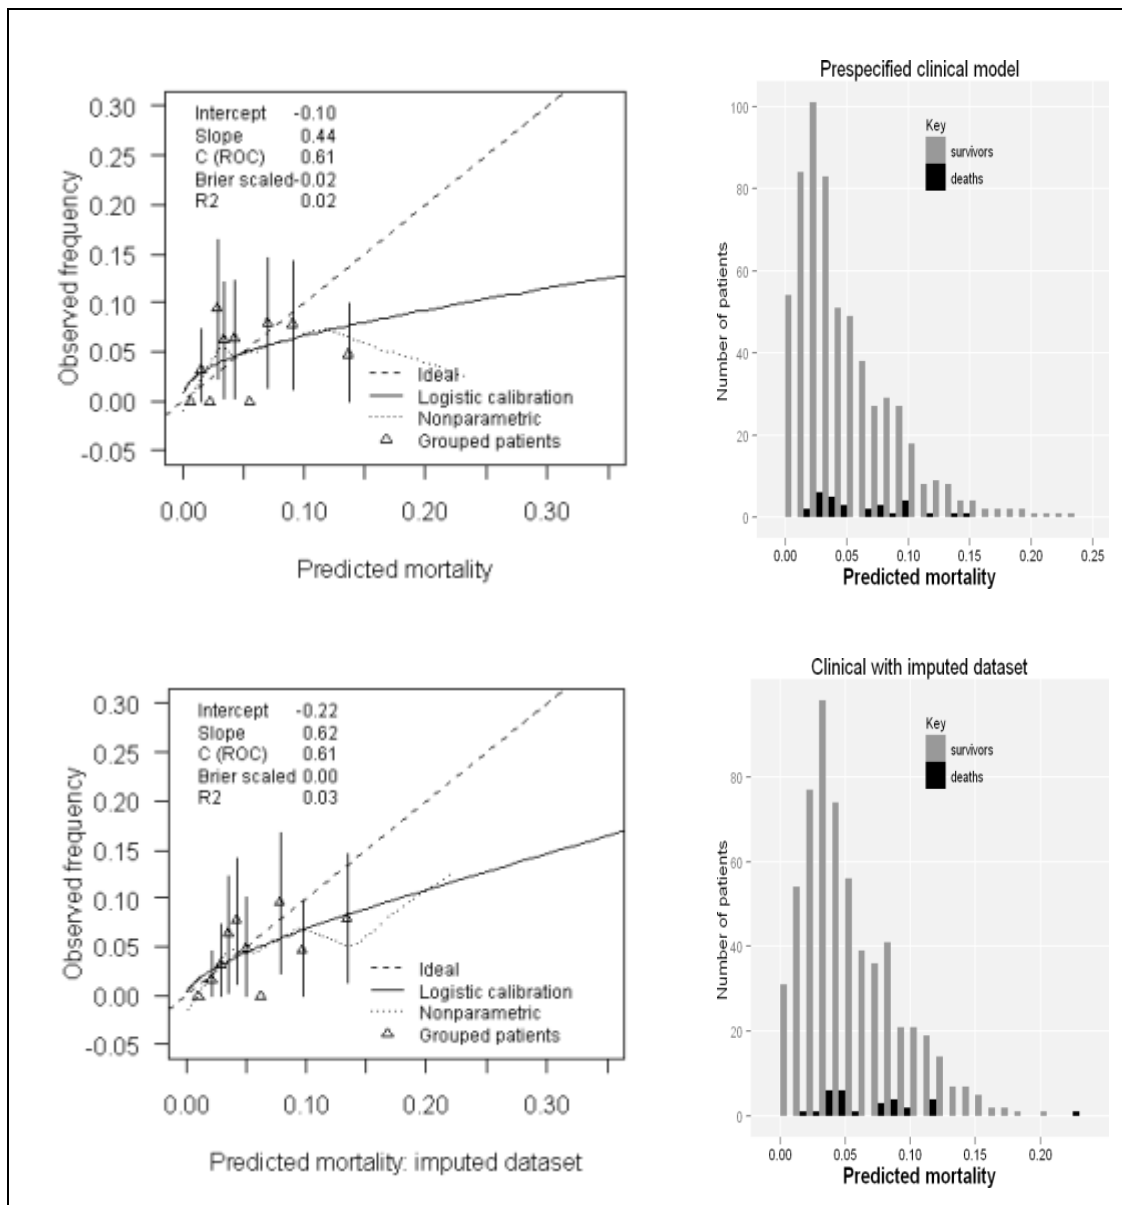 0.30
0.25
0.20
0.15
0.10
0.05
0.00
-0.05
Observed frequency
Intercept -0.10
Slope 0.44
C (ROC) 0.61
Brier scaled-0.02
R2 0.02
Ideal
Logistic calibration
Nonparametric
Grouped patients
0.00 0.10 0.20 0.30
Predicted mortality
Prespecified clinical model
100
80
60
40
20
0
Number of patients
Key
survivors
deaths
0.00 0.05 0.10 0.15 0.20 0.25
Predicted mortality
0.30
0.25
0.20
0.15
0.10
0.05
0.00
-0.05
Observed frequency
Intercept -0.22
Slope 0.62
C (ROC) 0.61
Brier scaled 0.00
R2 0.03
Ideal
Logistic calibration
Nonparametric
Grouped patients
0.00 0.10 0.20 0.30
Predicted mortality: imputed dataset
Clinical with imputed dataset
80
60
40
20
0
Number of patients
Key
survivors
deaths
0.00 0.05 0.10 0.15 0.20
Predicted mortality